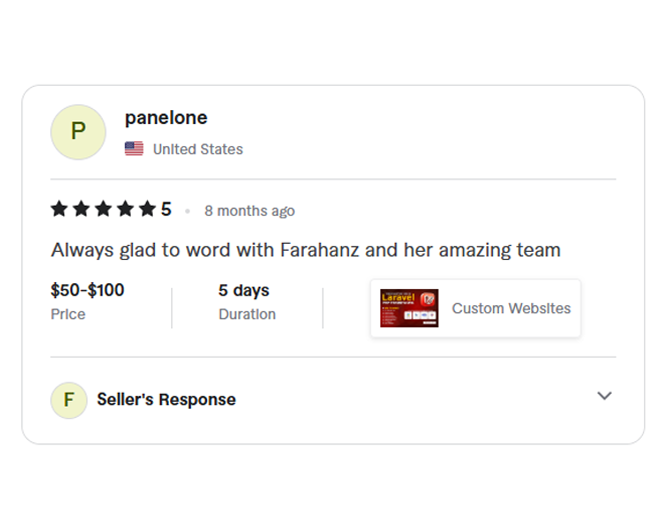 P
panelone
United States
5
8 months ago
Always glad to word with Farahanz and her amazing team
$50-$100
Price
5 days
Duration
Laravel
Custom Websites
F
Seller's Response